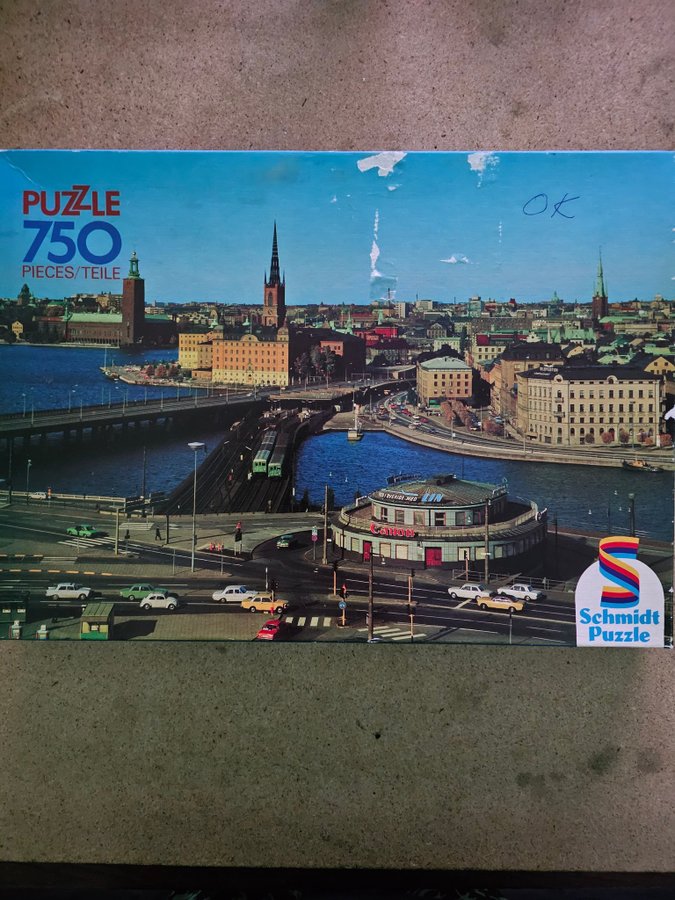 PUZZLE
750
PIECES/TEILE
OK
Canon
Schmidt
Puzzle